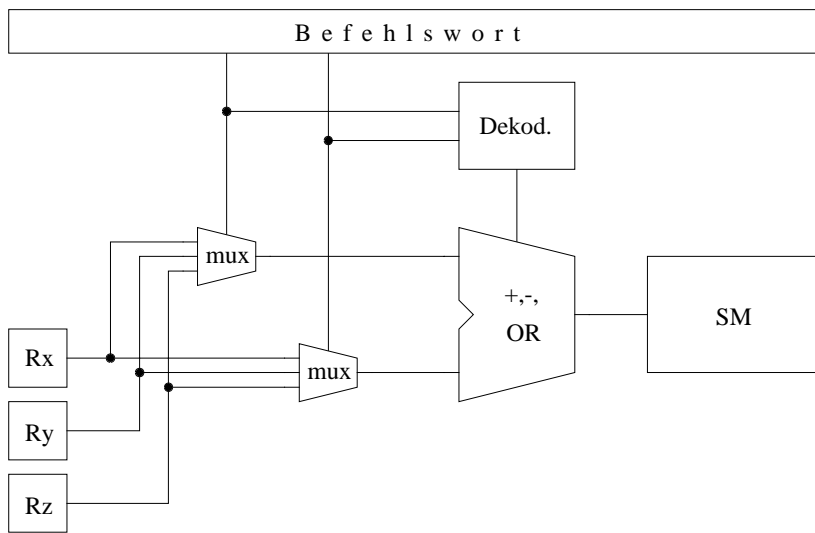 B e f e h l s w o r t
Dekod.
mux
+,-,
OR
SM
Rx
mux
Ry
Rz